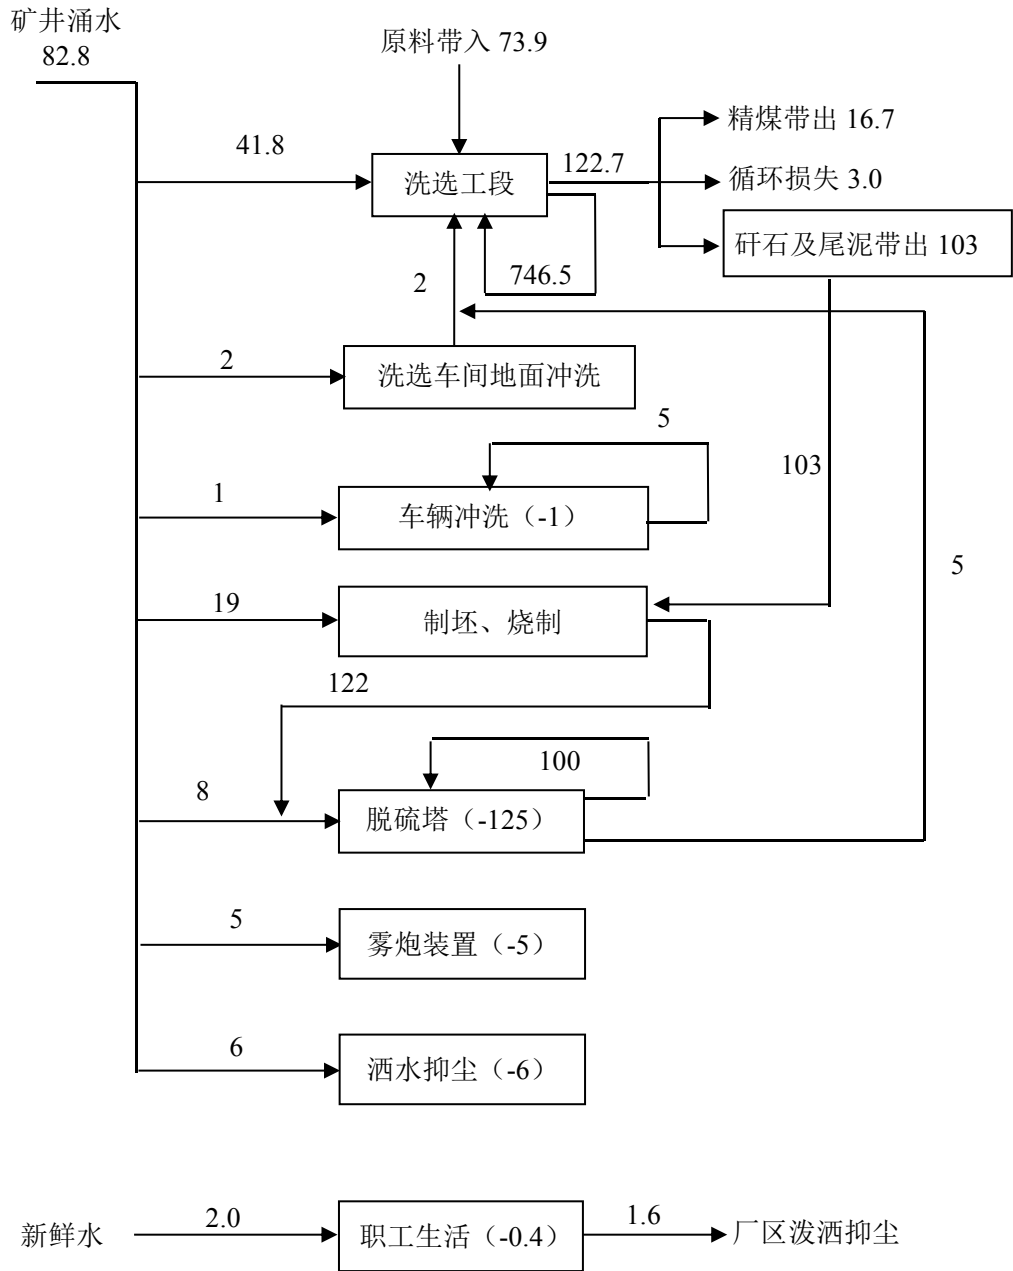 矿井涌水
82.8
原料带入 73.9
精煤带出 16.7
41.8
122.7
洗选工段
循环损失 3.0
矸石及尾泥带出 103
746.5
2
2
洗选车间地面冲洗
5
103
1
车辆冲洗（-1）
5
19
制坯、烧制
122
100
8
脱硫塔（-125）
5
雾炮装置（-5）
6
洒水抑尘（-6）
新鲜水
2.0
职工生活（-0.4）
1.6
厂区泼洒抑尘